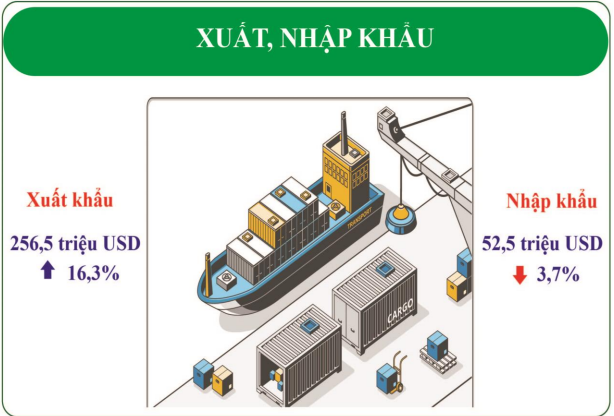 XUẤT, NHẬP KHẨU
Xuất khẩu
256,5 triệu USD
16,3%
Nhập khẩu
52,5 triệu USD
3,7%
TRANSPORT
CARGO